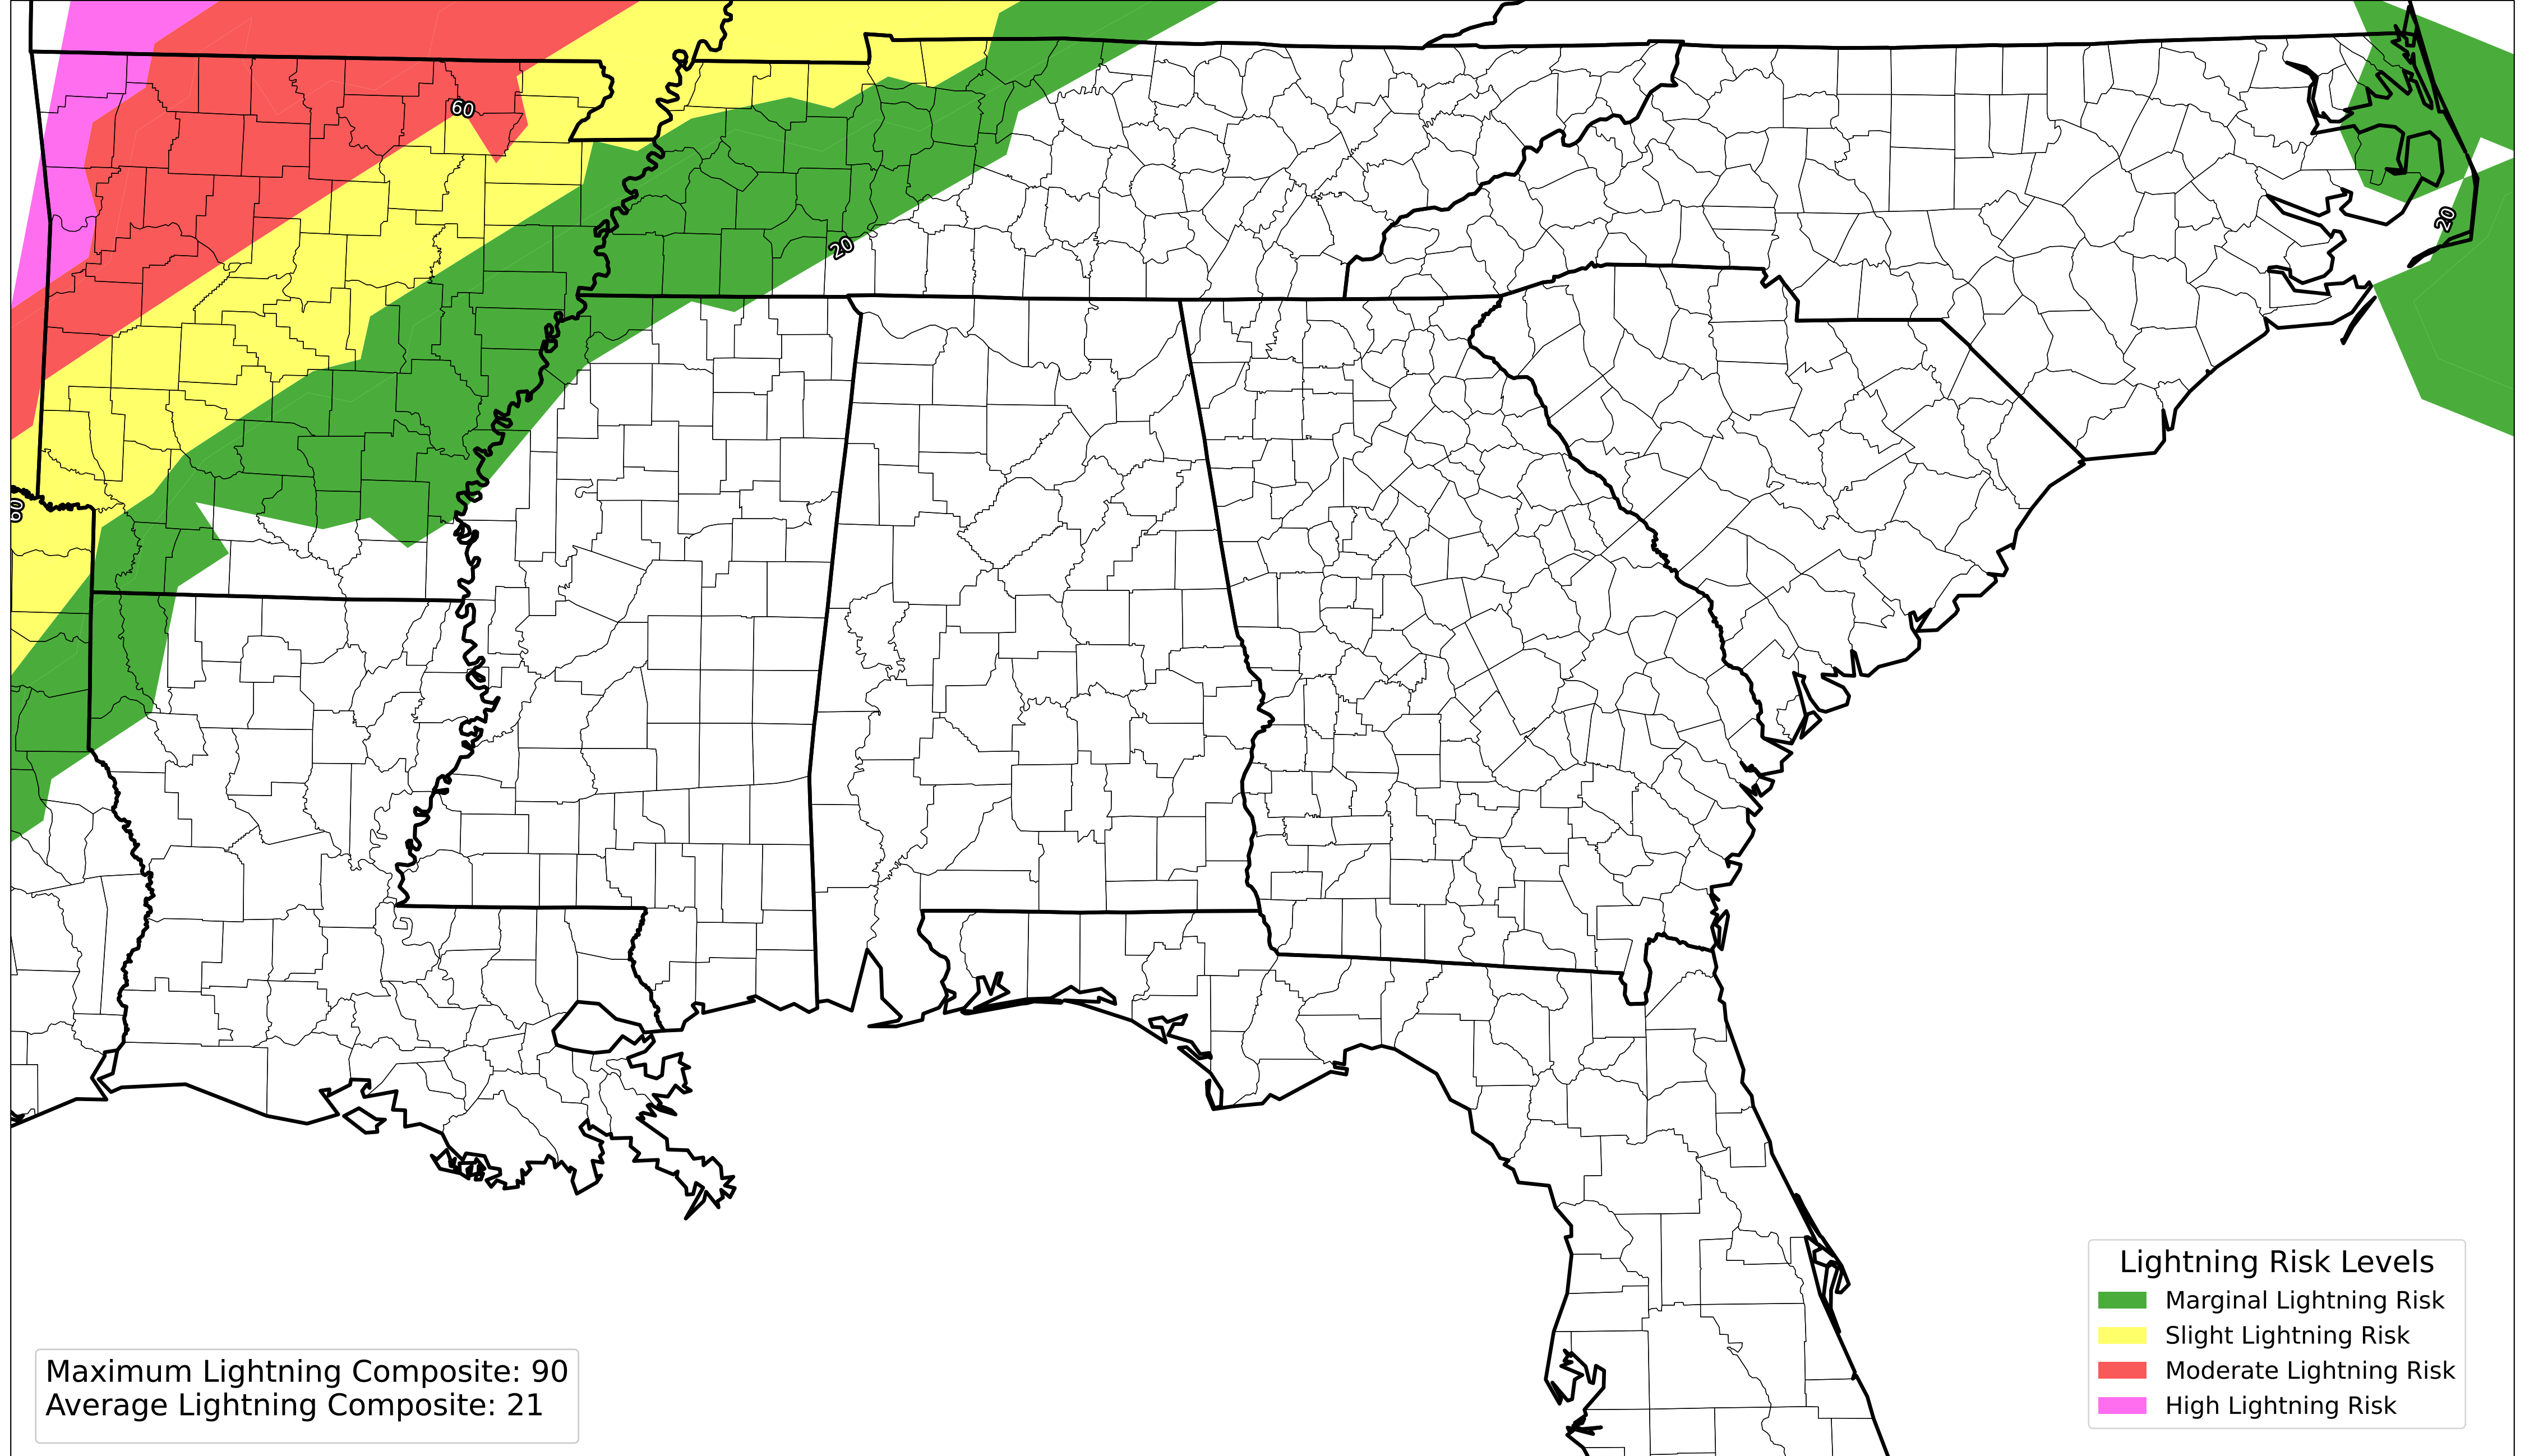 60
20
20
60
Lightning Risk Levels
Marginal Lightning Risk
Slight Lightning Risk
Moderate Lightning Risk
High Lightning Risk
Maximum Lightning Composite: 90
Average Lightning Composite: 21